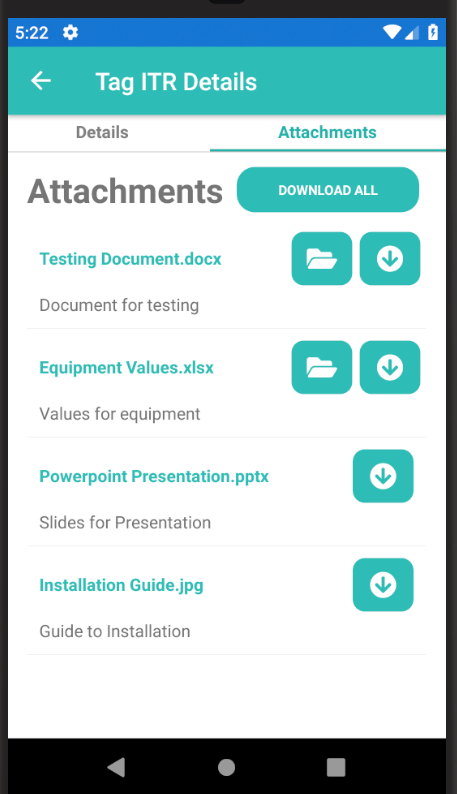 5:22
Tag ITR Details
Details Attachments
Attachments DOWNLOAD ALL
Testing Document.docx
Document for testing
Equipment Values.xlsx
Values for equipment
Powerpoint Presentation.pptx
Slides for Presentation
Installation Guide.jpg
Guide to Installation